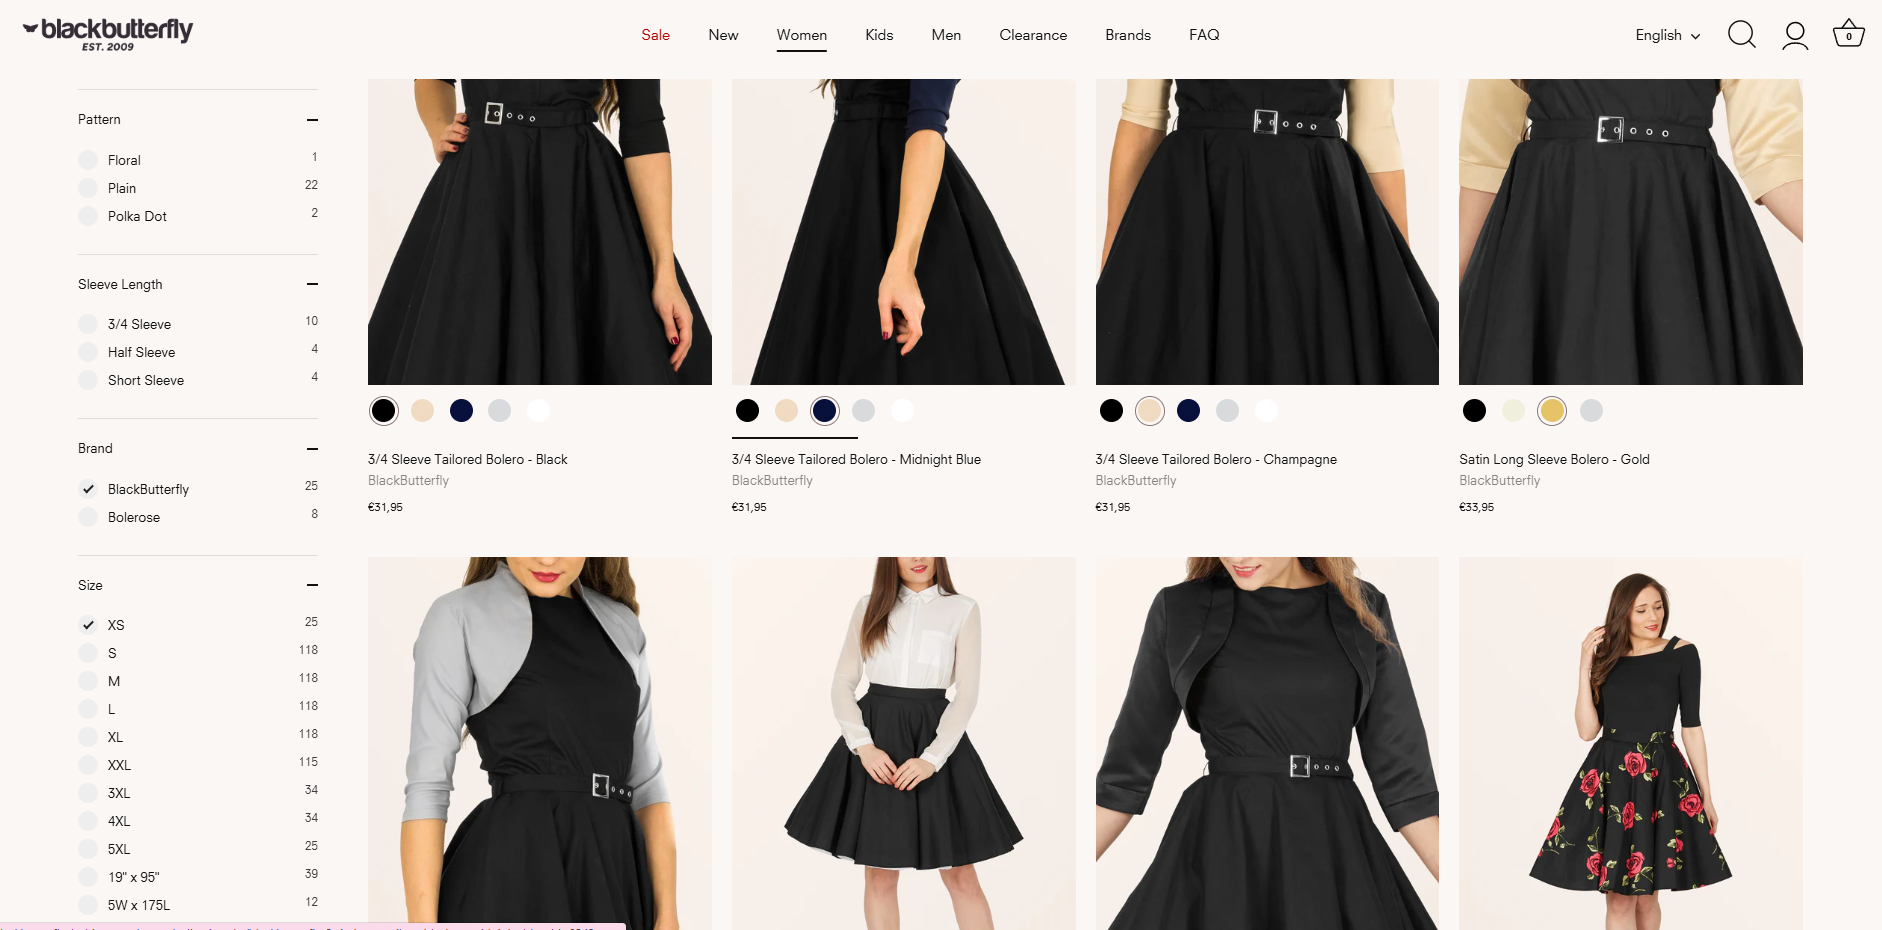 blackbutterfly
EST. 2009
Sale New Women Kids Men Clearance Brands FAQ
English
0
Pattern
Floral 1
Plain 22
Polka Dot 2
Sleeve Length
3/4 Sleeve 10
Half Sleeve 4
Short Sleeve 4
Brand
BlackButterfly 25
Bolerose 8
Size
XS 25
S 118
M 118
L 118
XL 118
XXL 115
3XL 34
4XL 34
5XL 25
19" x 95" 39
5W x 175L 12
3/4 Sleeve Tailored Bolero - Black
BlackButterfly
€31,95
3/4 Sleeve Tailored Bolero - Midnight Blue
BlackButterfly
€31,95
3/4 Sleeve Tailored Bolero - Champagne
BlackButterfly
€31,95
Satin Long Sleeve Bolero - Gold
BlackButterfly
€33,95